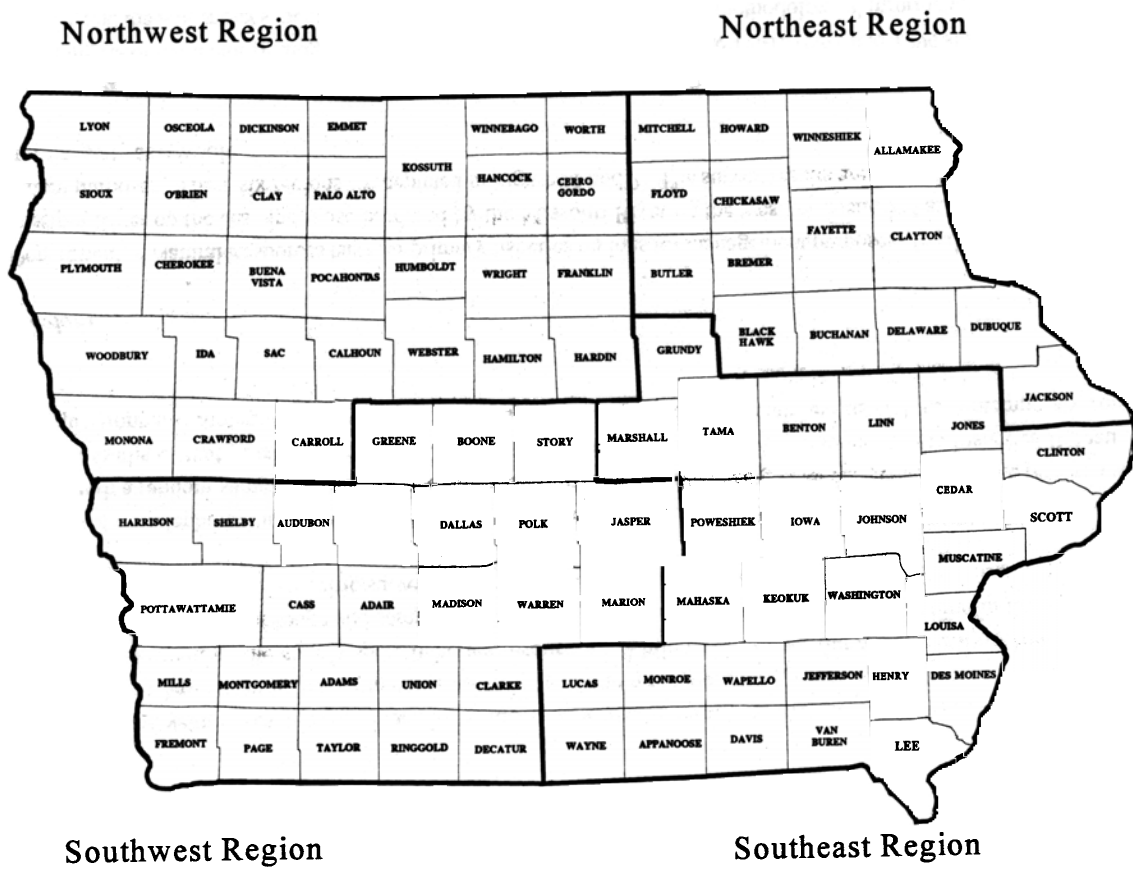 Northwest Region
Northeast Region
LYON
OSCEOLA
DICKINSON
EMMET
KOSSUTH
WINNEBAGO
WORTH
MITCHELL
HOWARD
WINNESHIEK
ALLAMAKEE
SIOUX
O'BRIEN
CLAY
PALO ALTO
HANCOCK
CERRO
GORDO
FLOYD
CHICKASAW
FAYETTE
CLAYTON
PLYMOUTH
CHEROKEE
BUENA
VISTA
POCAHONTAS
HUMBOLDT
WRIGHT
FRANKLIN
BUTLER
BREMER
WOODBURY
IDA
SAC
CALHOUN
WEBSTER
HAMILTON
HARDIN
GRUNDY
BLACK
HAWK
BUCHANAN
DELAWARE
DUBUQUE
JACKSON
MONONA
CRAWFORD
CARROLL
GREENE
BOONE
STORY
MARSHALL
TAMA
BENTON
LINN
JONES
CLINTON
CEDAR
HARRISON
SHELBY
AUDUBON
DALLAS
POLK
JASPER
POWESHIEK
IOWA
JOHNSON
SCOTT
MUSCATINE
POTTAWATTAMIE
CASS
ADAIR
MADISON
WARREN
MARION
MAHASKA
KEOKUK
WASHINGTON
LOUISA
MILLS
MONTGOMERY
ADAMS
UNION
CLARKE
LUCAS
MONROE
WAPELLO
JEFFERSON
HENRY
DES MOINES
FREMONT
PAGE
TAYLOR
RINGGOLD
DECATUR
WAYNE
APPANOOSE
DAVIS
VAN
BUREN
LEE
Southwest Region
Southeast Region